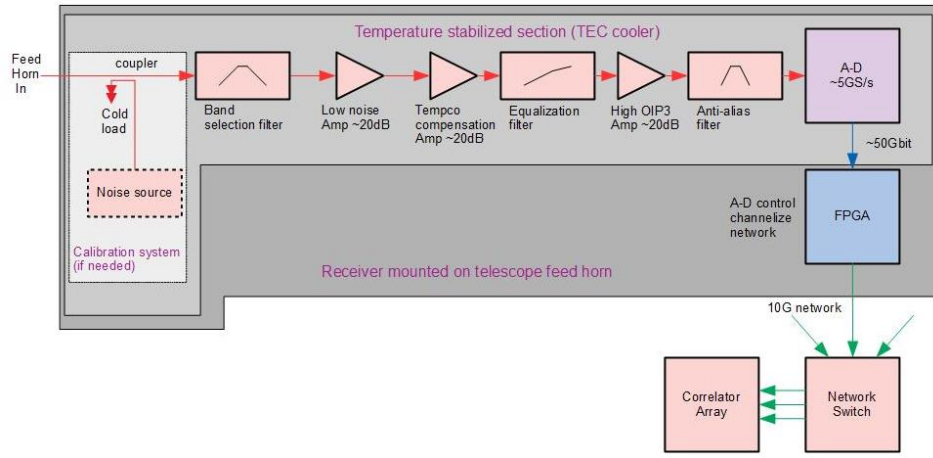 Temperature stabilized section (TEC cooler)
Feed
Horn
In
coupler
Cold
load
Noise source
Calibration system
(if needed)
Band
selection filter
Low noise
Amp ~20dB
Tempco
compensation
Amp ~20dB
Equalization
filter
High OIP3
Amp ~20dB
Anti-alias
filter
A-D
~5GS/s
~50Gbit
A-D control
channelize
network
FPGA
Receiver mounted on telescope feed horn
10G network
Correlator
Array
Network
Switch